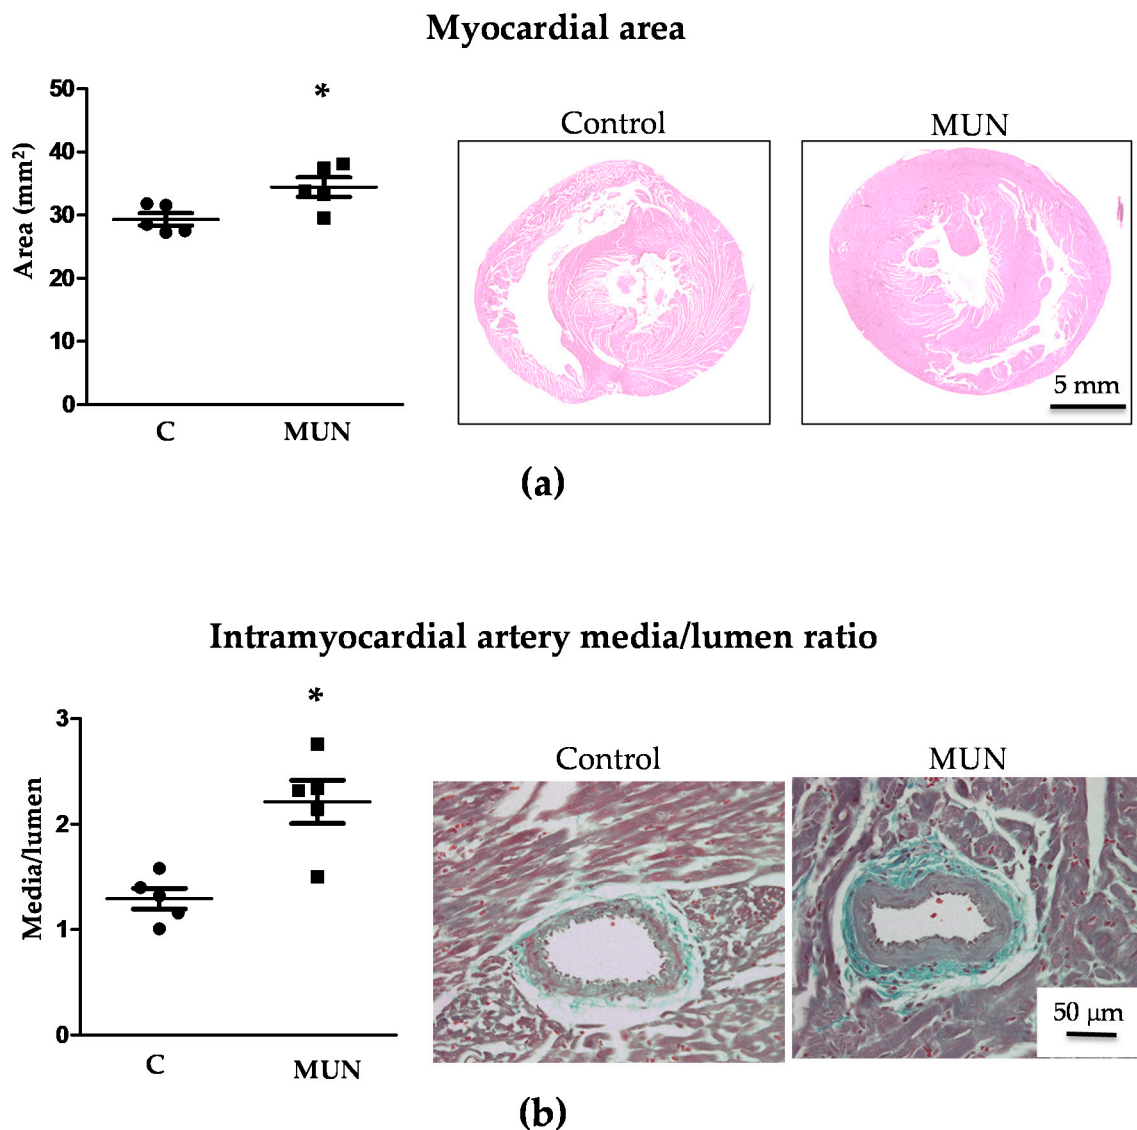 Myocardial area
50
40
30
20
10
0
Area (mm²)
*
C
MUN
Control
MUN
5 mm
(a)
Intramyocardial artery media/lumen ratio
3
2
1
0
Media/lumen
*
C
MUN
Control
MUN
50 μm
(b)